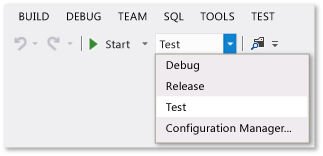 BUILD DEBUG TEAM SQL TOOLS TEST
Start Test
Debug
Release
Test
Configuration Manager...